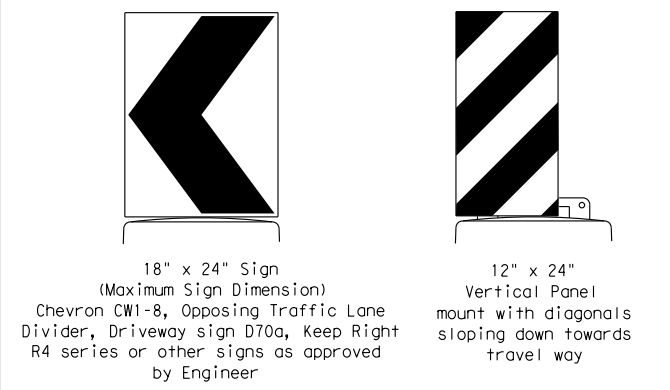 18" x 24" Sign
(Maximum Sign Dimension)
Chevron CW1-8, Opposing Traffic Lane
Divider, Driveway sign D70a, Keep Right
R4 series or other signs as approved
by Engineer
12" x 24"
Vertical Panel
mount with diagonals
sloping down towards
travel way